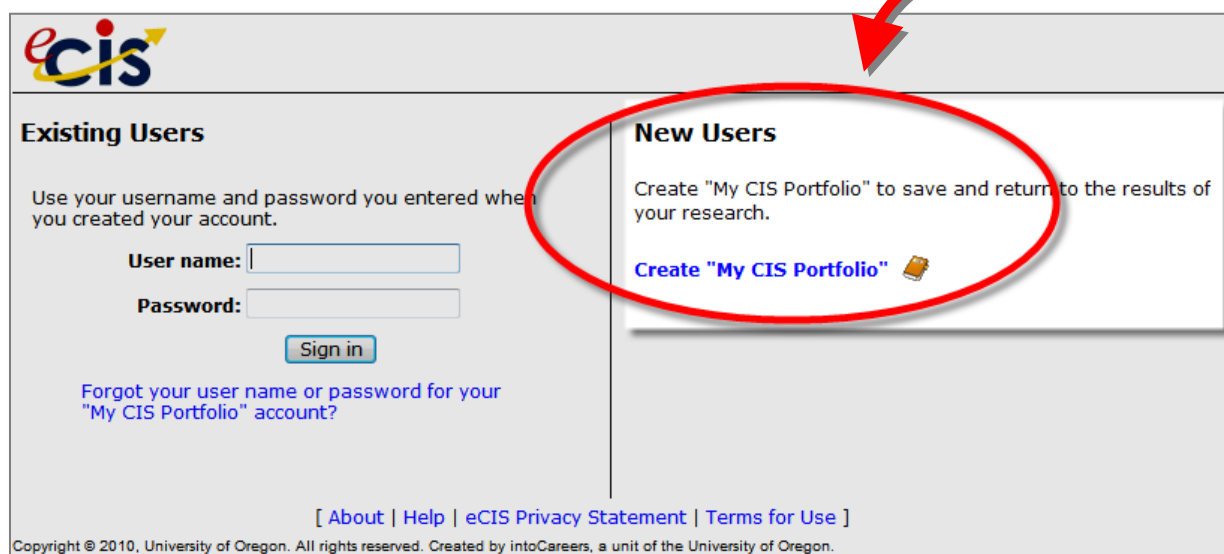 ecis
Existing Users
Use your username and password you entered when
you created your account.
User name:
Password:
Sign in
Forgot your user name or password for your
"My CIS Portfolio" account?
New Users
Create "My CIS Portfolio" to save and return to the results of
your research.
Create "My CIS Portfolio"
[ About | Help | eCIS Privacy Statement | Terms for Use ]
Copyright © 2010, University of Oregon. All rights reserved. Created by intoCareers, a unit of the University of Oregon.